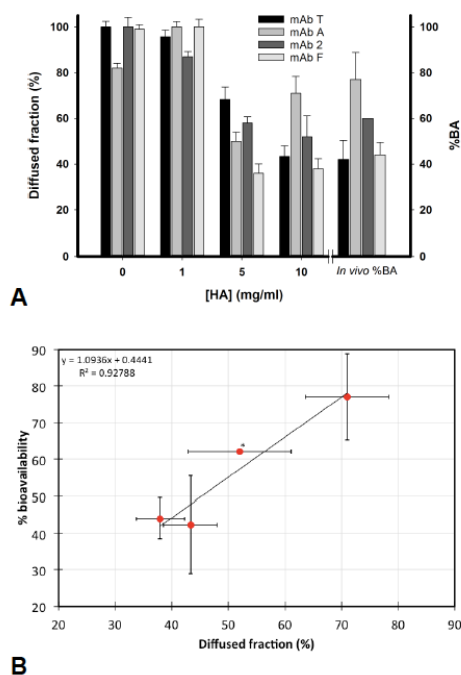 mAb T
mAb A
mAb 2
mAb F
Diffused fraction (%)
100
80
60
40
20
0
100
80
60
40
20
0
%BA
0
1
5
10
In vivo %BA
[HA] (mg/ml)
A
y = 1.0936x + 0.4441
R² = 0.92788
% bioavailability
90
80
70
60
50
40
30
20
*
20
30
40
50
60
70
80
90
Diffused fraction (%)
B